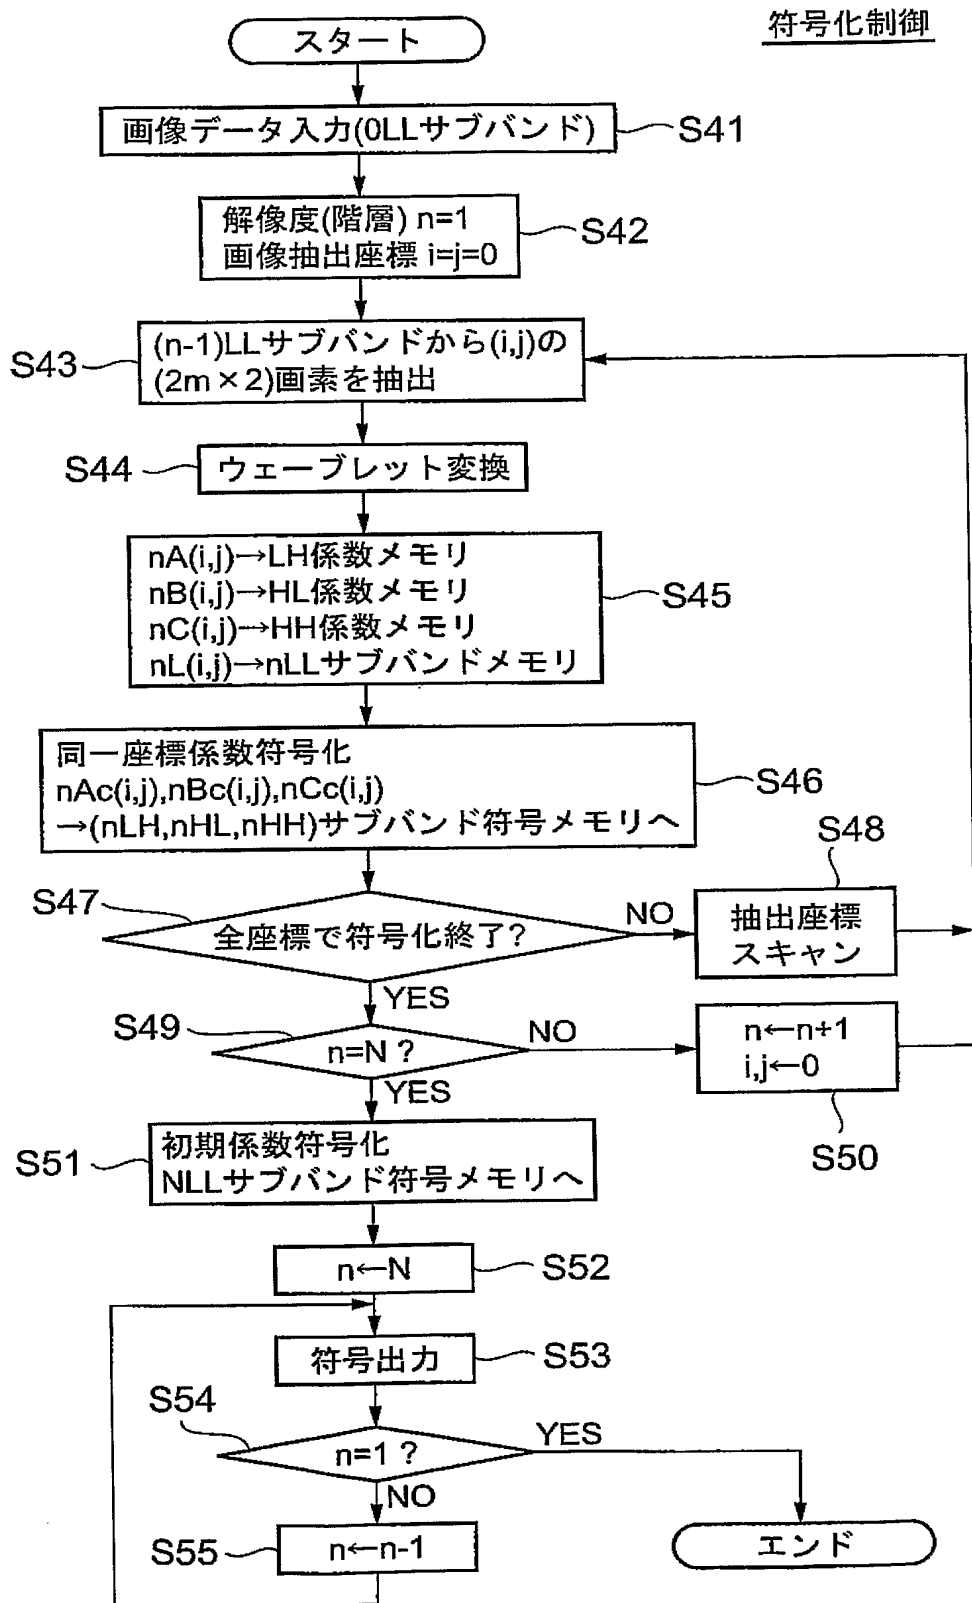 符号化制御
スタート
画像データ入力(0LLサブバンド)
S41
解像度(階層) n=1
画像抽出座標 i=j=0
S42
S43
(n-1)LLサブバンドから(i,j)の
(2m×2)画素を抽出
S44
ウェーブレット変換
nA(i,j)→LH係数メモリ
nB(i,j)→HL係数メモリ
nC(i,j)→HH係数メモリ
nL(i,j)→nLLサブバンドメモリ
S45
同一座標係数符号化
nAc(i,j),nBc(i,j),nCc(i,j)
→(nLH,nHL,nHH)サブバンド符号メモリへ
S46
S47
全座標で符号化終了?
NO
S48
抽出座標
スキャン
YES
S49
n=N ?
NO
n←n+1
i,j←0
S50
YES
S51
初期係数符号化
NLLサブバンド符号メモリへ
n←N
S52
符号出力
S53
S54
n=1 ?
YES
NO
S55
n←n-1
エンド